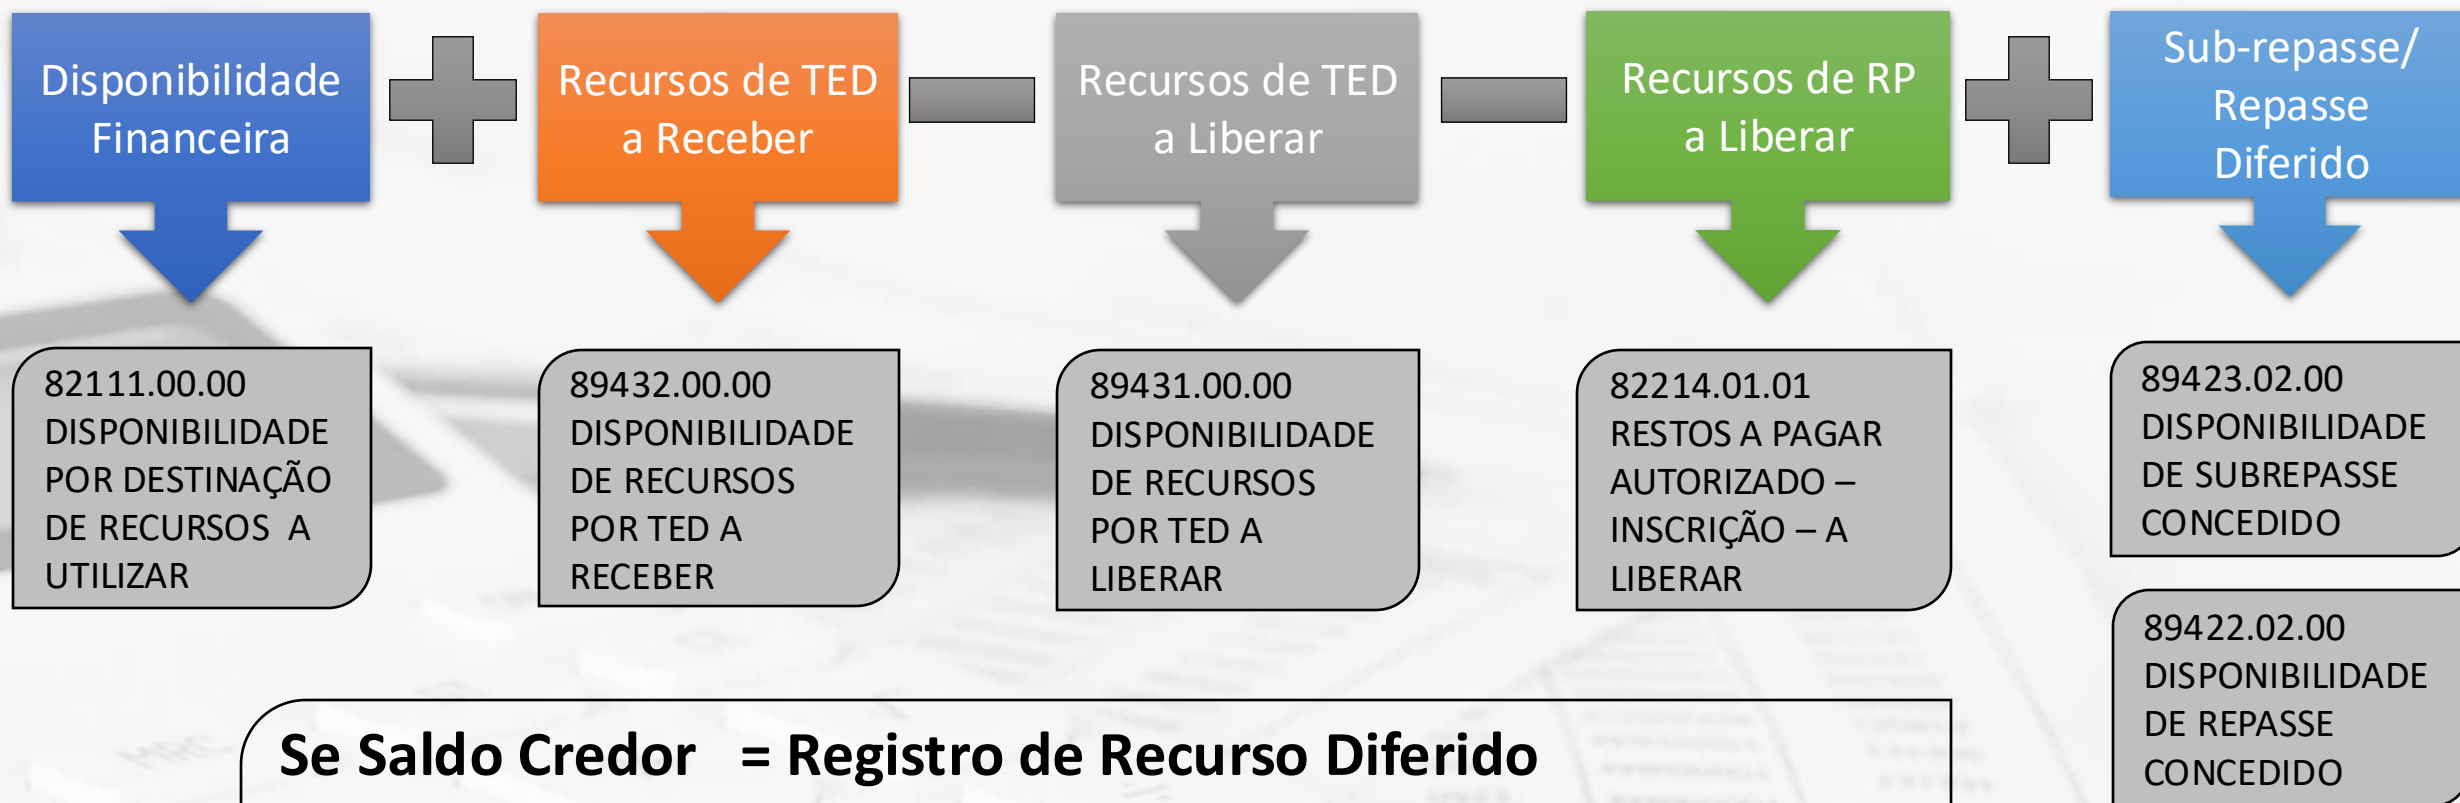 Disponibilidade
Financeira
Recursos de TED
a Receber
Recursos de TED
a Liberar
Recursos de RP
a Liberar
Sub-repasse/
Repasse
Diferido
82111.00.00
DISPONIBILIDADE
POR DESTINAÇÃO
DE RECURSOS A
UTILIZAR
89432.00.00
DISPONIBILIDADE
DE RECURSOS
POR TED A
RECEBER
89431.00.00
DISPONIBILIDADE
DE RECURSOS
POR TED A
LIBERAR
82214.01.01
RESTOS A PAGAR
AUTORIZADO –
INSCRIÇÃO – A
LIBERAR
89423.02.00
DISPONIBILIDADE
DE SUBREPASSE
CONCEDIDO
89422.02.00
DISPONIBILIDADE
DE REPASSE
CONCEDIDO
Se Saldo Credor = Registro de Recurso Diferido